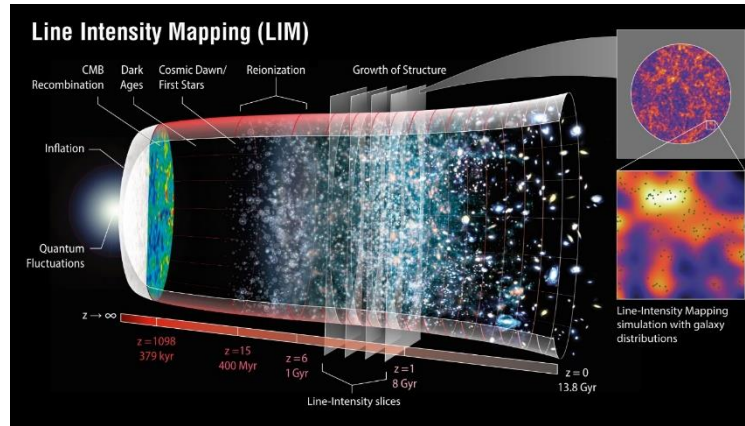 Line Intensity Mapping (LIM)
CMB
Recombination
Dark
Ages
Cosmic Dawn/
First Stars
Reionization
Growth of Structure
Inflation
Quantum
Fluctuations
z → ∞
z = 1098
379 kyr
z = 15
400 Myr
z = 6
1 Gyr
z = 1
8 Gyr
z = 0
13.8 Gyr
Line-Intensity slices
Line-Intensity Mapping
simulation with galaxy
distributions